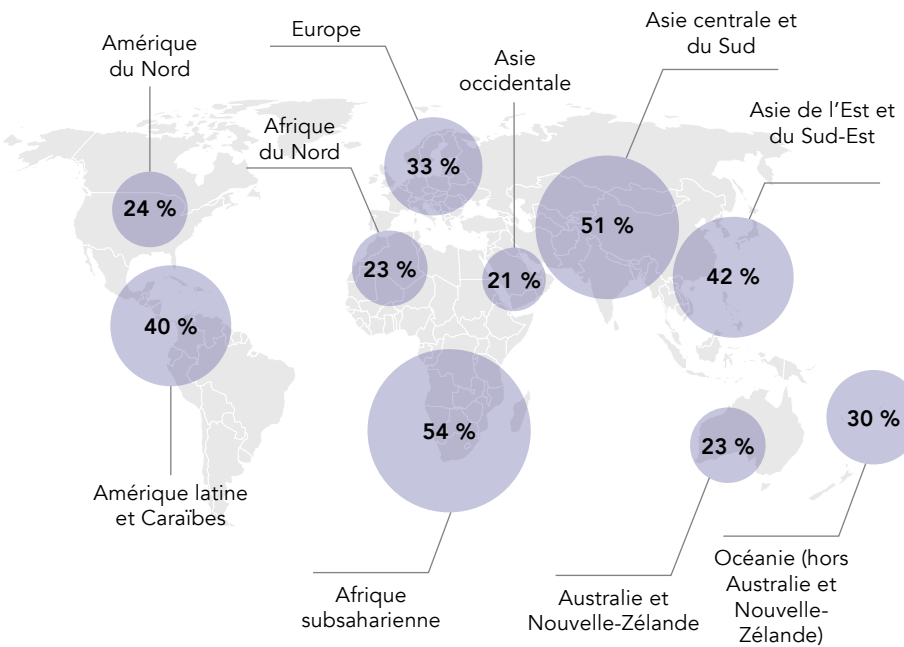 Amérique
du Nord
24 %
Europe
33 %
Afrique
du Nord
23 %
Asie
occidentale
21 %
Asie centrale et
du Sud
51 %
Asie de l’Est et
du Sud-Est
42 %
40 %
Amérique latine
et Caraïbes
54 %
Afrique
subsaharienne
23 %
Australie et
Nouvelle-Zélande
30 %
Océanie (hors
Australie et
Nouvelle-
Zélande)